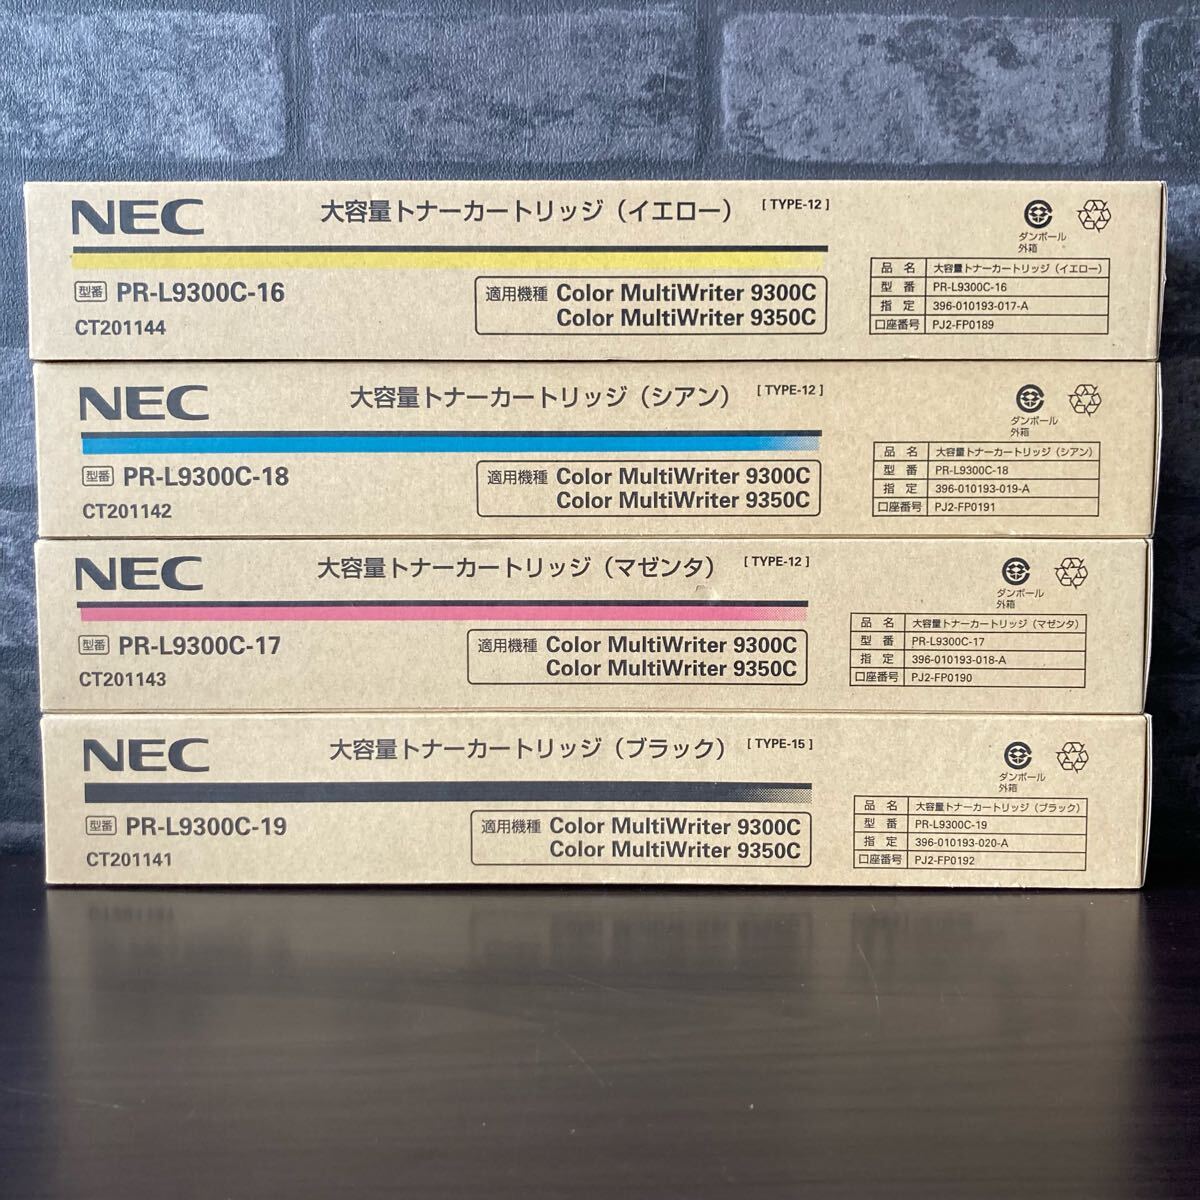 NEC 大容量トナーカートリッジ（イエロー） [ TYPE-12 ]
ダンボール
外箱
型番 PR-L9300C-16
CT201144
適用機種 Color MultiWriter 9300C
Color MultiWriter 9350C
品 名 大容量トナーカートリッジ（イエロー）
型 番 PR-L9300C-16
指 定 396-010193-017-A
口座番号 PJ2-FP0189
NEC 大容量トナーカートリッジ（シアン） [ TYPE-12 ]
ダンボール
外箱
型番 PR-L9300C-18
CT201142
適用機種 Color MultiWriter 9300C
Color MultiWriter 9350C
品 名 大容量トナーカートリッジ（シアン）
型 番 PR-L9300C-18
指 定 396-010193-019-A
口座番号 PJ2-FP0191
NEC 大容量トナーカートリッジ（マゼンタ） [ TYPE-12 ]
ダンボール
外箱
型番 PR-L9300C-17
CT201143
適用機種 Color MultiWriter 9300C
Color MultiWriter 9350C
品 名 大容量トナーカートリッジ（マゼンタ）
型 番 PR-L9300C-17
指 定 396-010193-018-A
口座番号 PJ2-FP0190
NEC 大容量トナーカートリッジ（ブラック） [ TYPE-15 ]
ダンボール
外箱
型番 PR-L9300C-19
CT201141
適用機種 Color MultiWriter 9300C
Color MultiWriter 9350C
品 名 大容量トナーカートリッジ（ブラック）
型 番 PR-L9300C-19
指 定 396-010193-020-A
口座番号 PJ2-FP0192